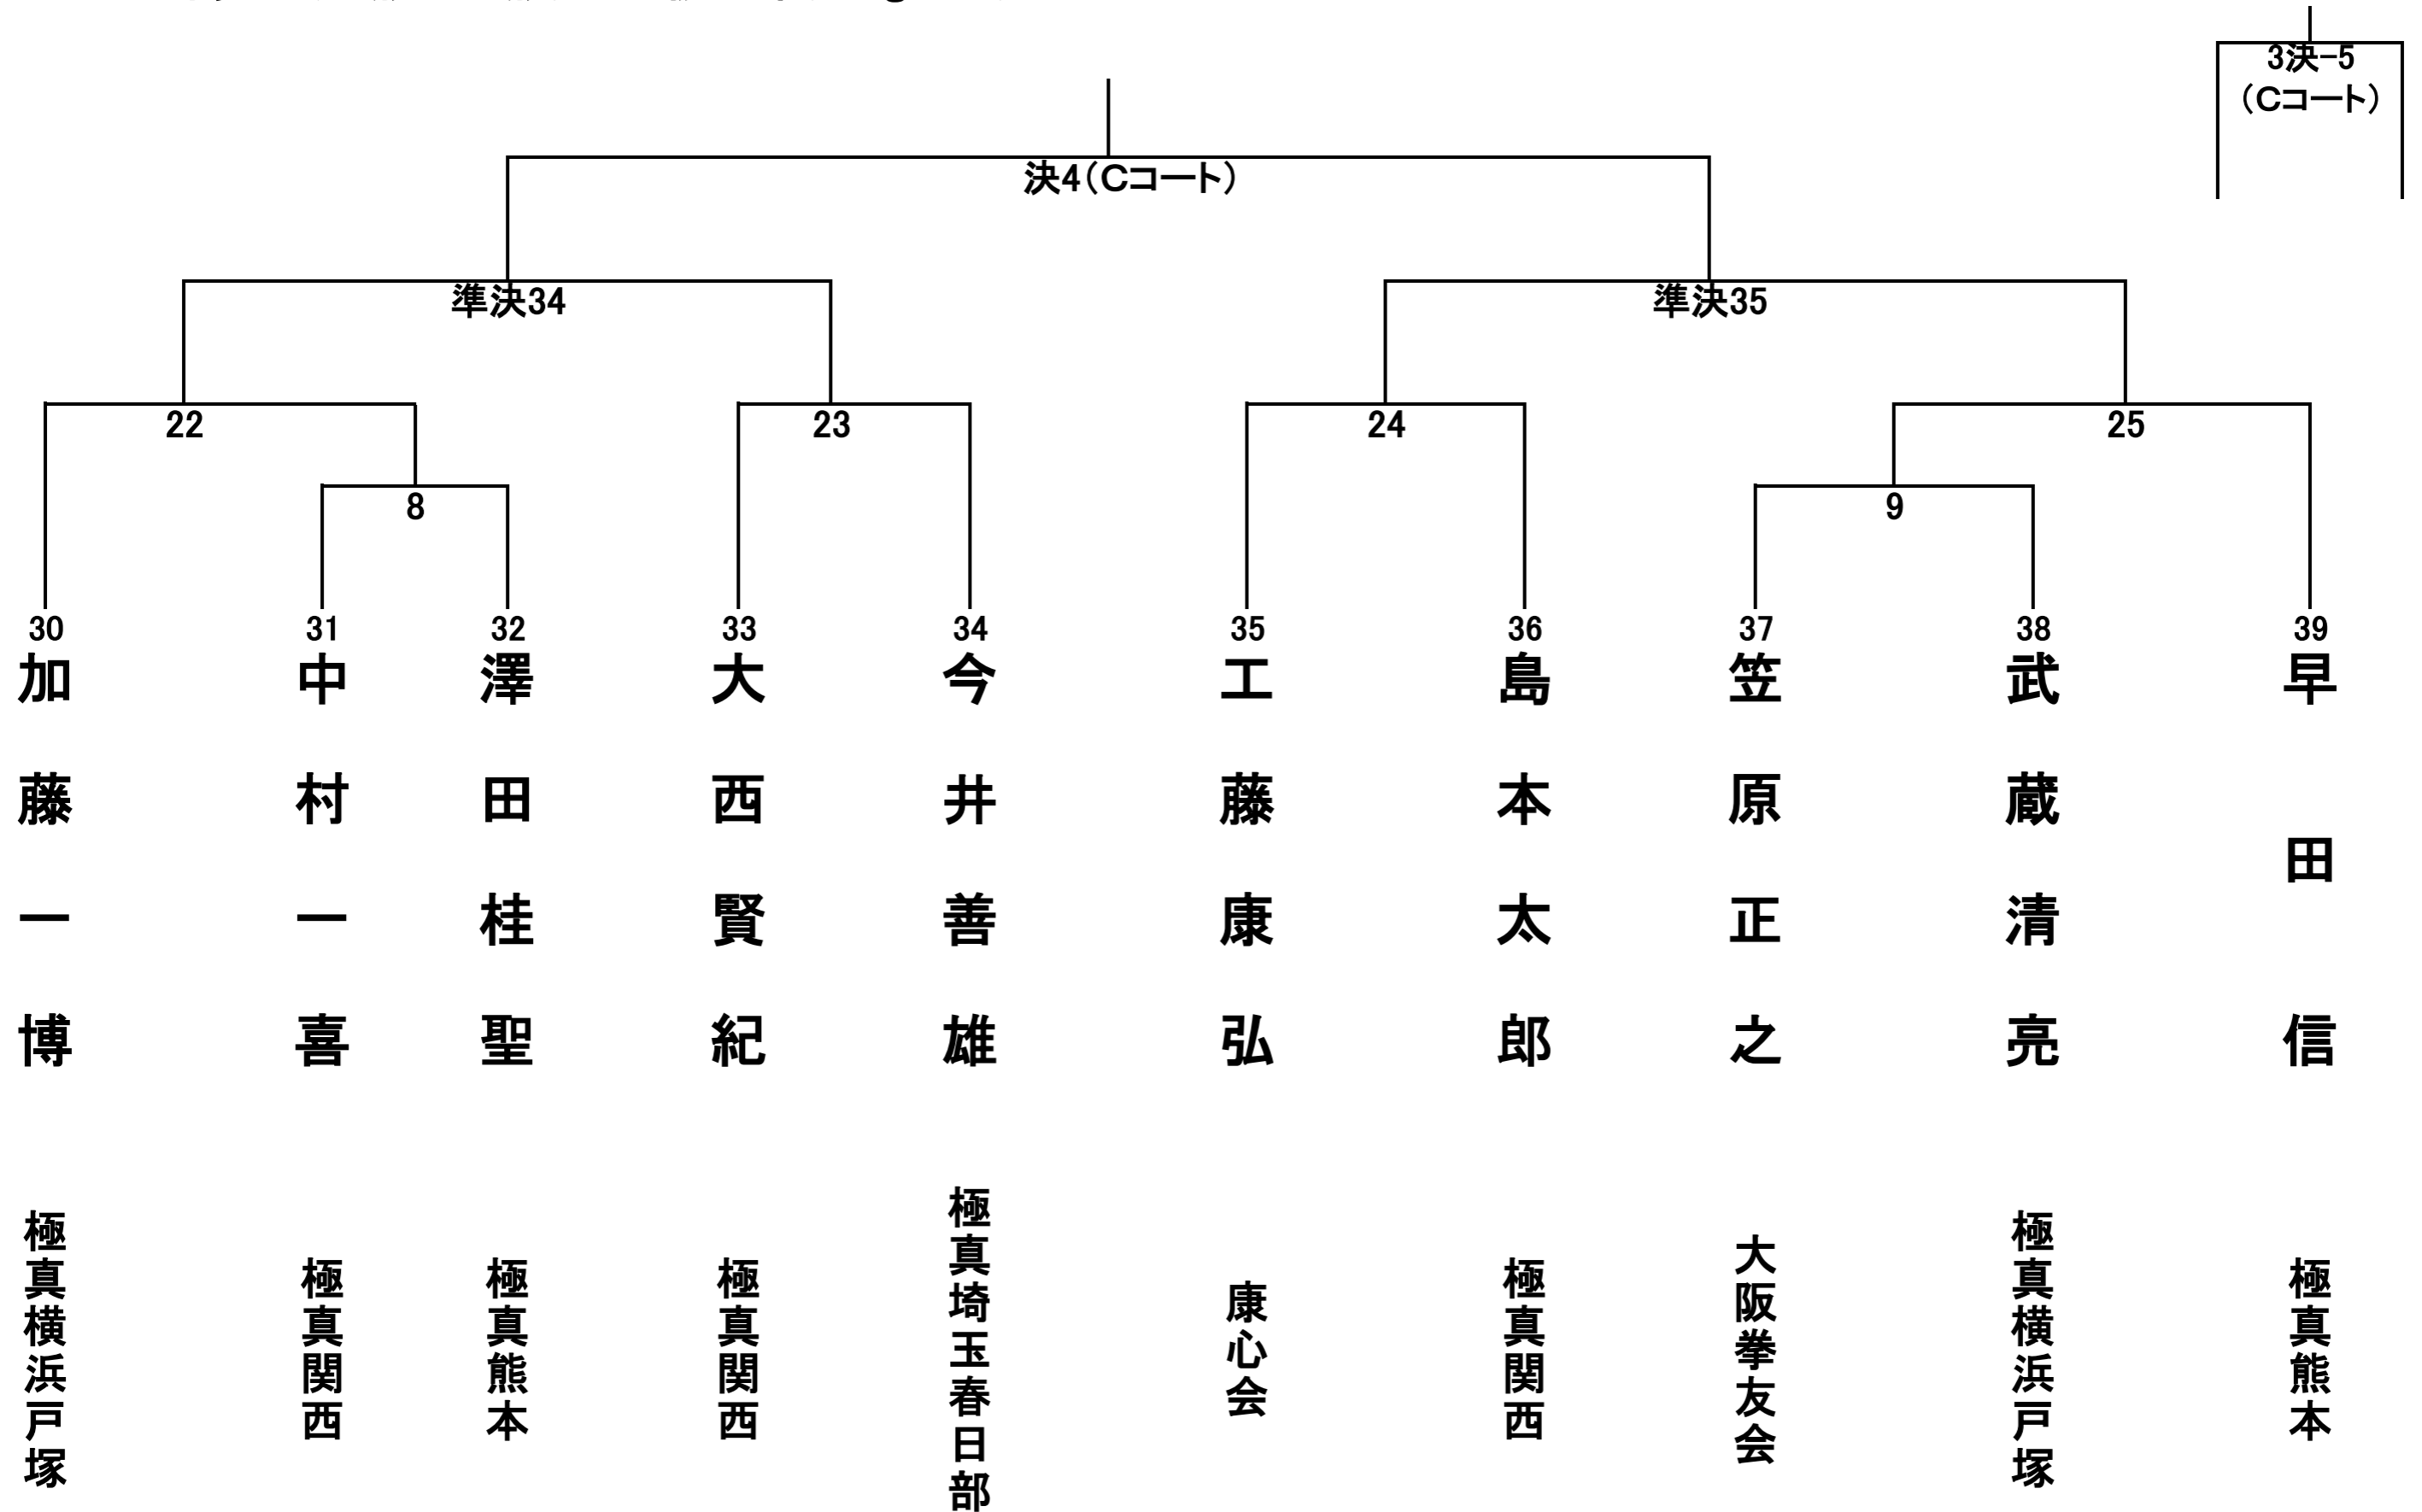 3決-5
（Cコート）
決4（Cコート）
準決34
準決35
22
23
24
25
8
9
30
31
32
33
34
35
36
37
38
39
加藤一博
中村一喜
澤田桂聖
大西賢紀
今井善雄
工藤康弘
島本太郎
笠原正之
武蔵清亮
早田信
極真横浜戸塚
極真関西
極真熊本
極真関西
極真埼玉春日部
康心会
極真関西
大阪拳友会
極真横浜戸塚
極真熊本